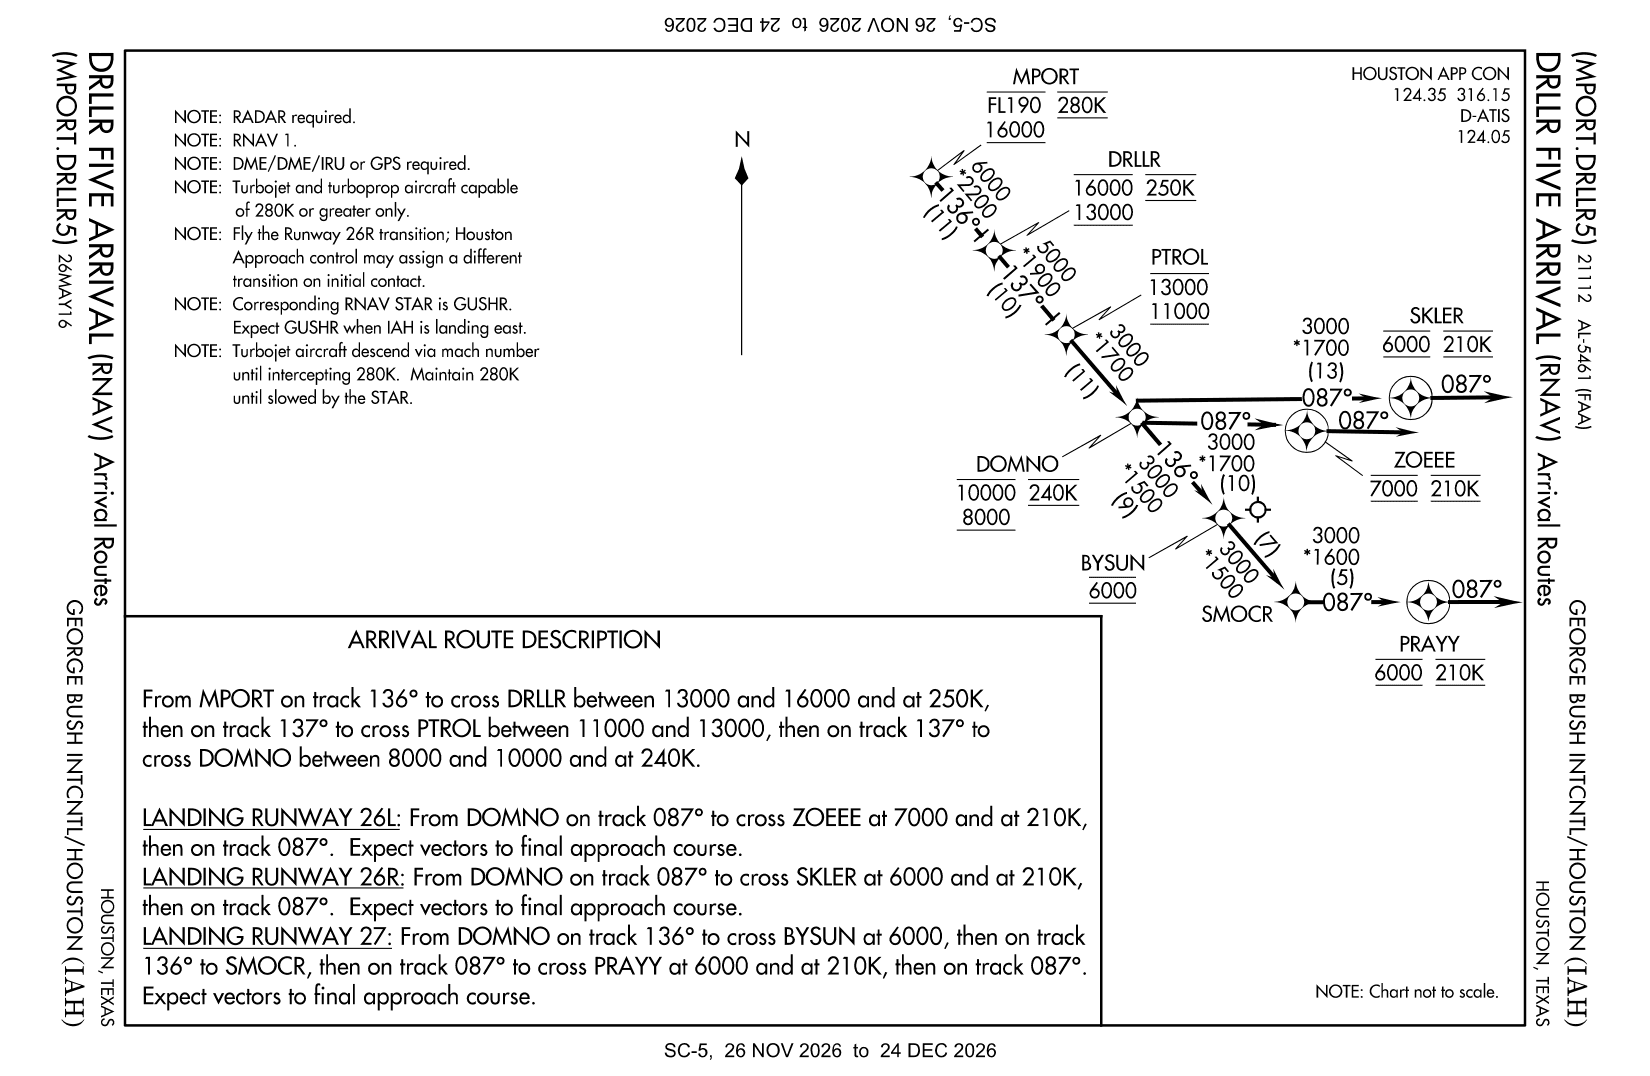 SC-5, 26 NOV 2026 to 24 DEC 2026
(MPORT.DRLLR5) 26MAY16
DRLLR FIVE ARRIVAL (RNAV) Arrival Routes
GEORGE BUSH INTCNTL/HOUSTON (IAH)
HOUSTON, TEXAS
NOTE: RADAR required.
NOTE: RNAV 1.
NOTE: DME/DME/IRU or GPS required.
NOTE: Turbojet and turboprop aircraft capable
of 280K or greater only.
NOTE: Fly the Runway 26R transition; Houston
Approach control may assign a different
transition on initial contact.
NOTE: Corresponding RNAV STAR is GUSHR.
Expect GUSHR when IAH is landing east.
NOTE: Turbojet aircraft descend via mach number
until intercepting 280K. Maintain 280K
until slowed by the STAR.
N
HOUSTON APP CON
124.35 316.15
D-ATIS
124.05
MPORT
FL190 280K
16000
6000
*2200
136°
(11)
DRLLR
16000 250K
13000
5000
*1900
137°
(10)
PTROL
13000
11000
3000
*1700
(11)
DOMNO
10000 240K
8000
3000
*1700
(13)
087°
SKLER
6000 210K
087°
087°
3000
*1700
(10)
087°
ZOEEE
7000 210K
136°
3000
*1500
(9)
BYSUN
6000
(7)
3000
*1500
SMOCR
3000
*1600
(5)
087°
087°
PRAYY
6000 210K
ARRIVAL ROUTE DESCRIPTION
From MPORT on track 136° to cross DRLLR between 13000 and 16000 and at 250K,
then on track 137° to cross PTROL between 11000 and 13000, then on track 137° to
cross DOMNO between 8000 and 10000 and at 240K.
LANDING RUNWAY 26L: From DOMNO on track 087° to cross ZOEEE at 7000 and at 210K,
then on track 087°. Expect vectors to final approach course.
LANDING RUNWAY 26R: From DOMNO on track 087° to cross SKLER at 6000 and at 210K,
then on track 087°. Expect vectors to final approach course.
LANDING RUNWAY 27: From DOMNO on track 136° to cross BYSUN at 6000, then on track
136° to SMOCR, then on track 087° to cross PRAYY at 6000 and at 210K, then on track 087°.
Expect vectors to final approach course.
NOTE: Chart not to scale.
(MPORT.DRLLR5) 21112 AL-5461 (FAA)
DRLLR FIVE ARRIVAL (RNAV) Arrival Routes
GEORGE BUSH INTCNTL/HOUSTON (IAH)
HOUSTON, TEXAS
SC-5, 26 NOV 2026 to 24 DEC 2026